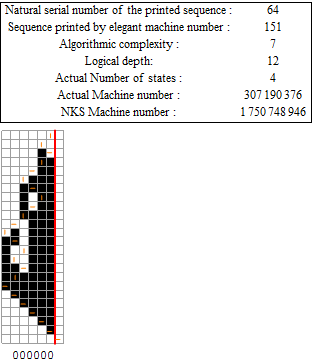 Natural serial number of the printed sequence : 64
Sequence printed by elegant machine number : 151
Algorithmic complexity : 7
Logical depth: 12
Actual Number of states : 4
Actual Machine number : 307 190 376
NKS Machine number : 1 750 748 946
000000